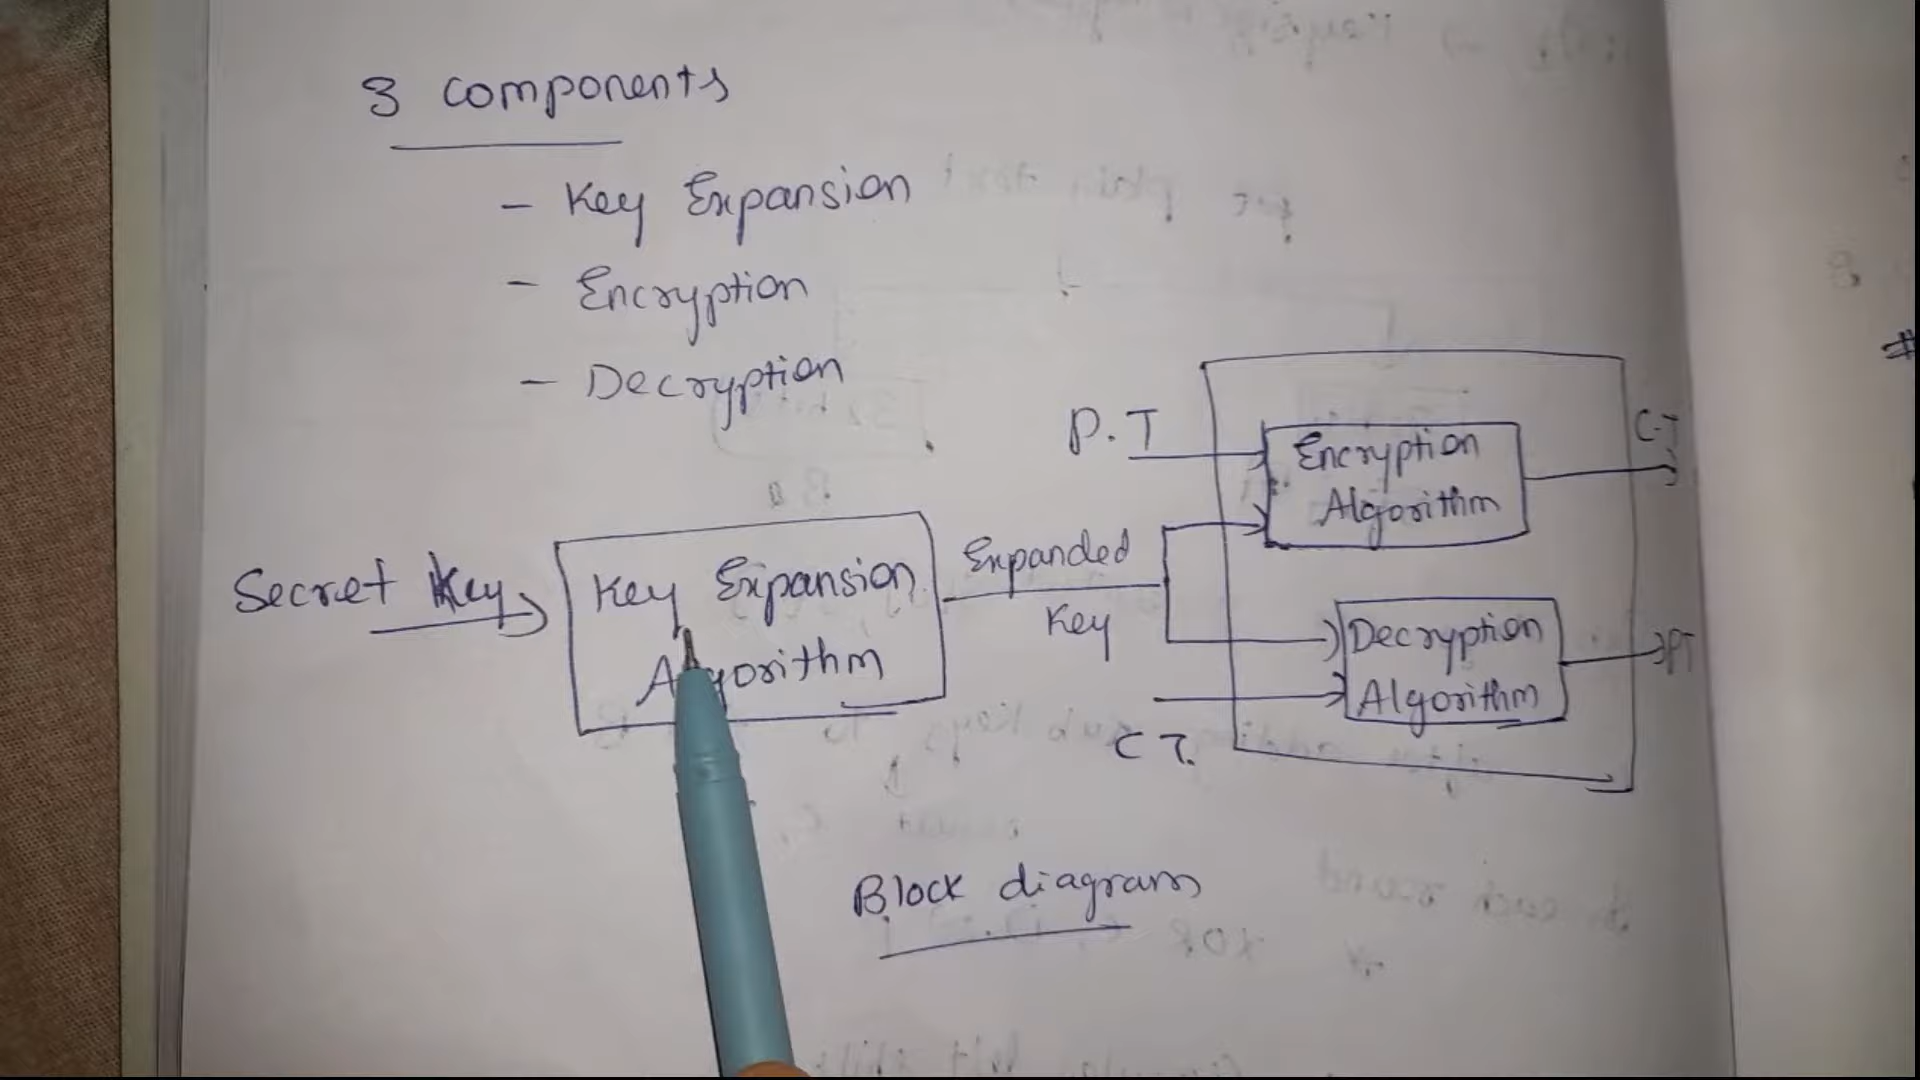 3 components
- Key Expansion
- Encryption
- Decryption
P.T
Encryption
Algorithm
C.T
Secret Key
Key Expansion
Algorithm
Expanded
Key
Decryption
Algorithm
PT
C T.
Block diagram
#